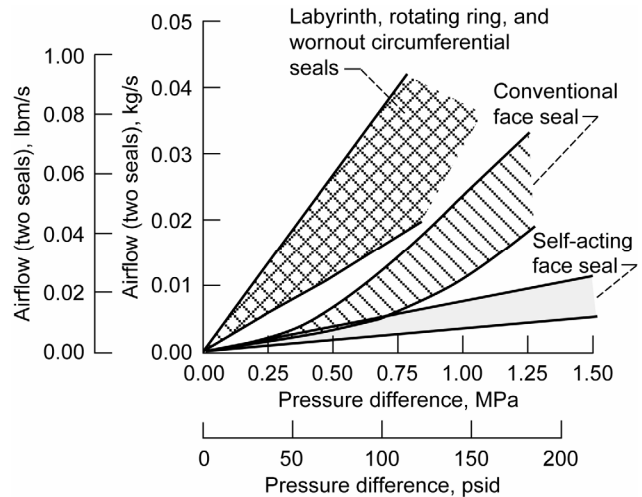 Labyrinth, rotating ring, and
wornout circumferential
seals
Conventional
face seal
Self-acting
face seal
Airflow (two seals), lbm/s
1.00
0.08
0.06
0.04
0.02
0.00
Airflow (two seals), kg/s
0.05
0.04
0.03
0.02
0.01
0.00
0.00 0.25 0.50 0.75 1.00 1.25 1.50
Pressure difference, MPa
0 50 100 150 200
Pressure difference, psid